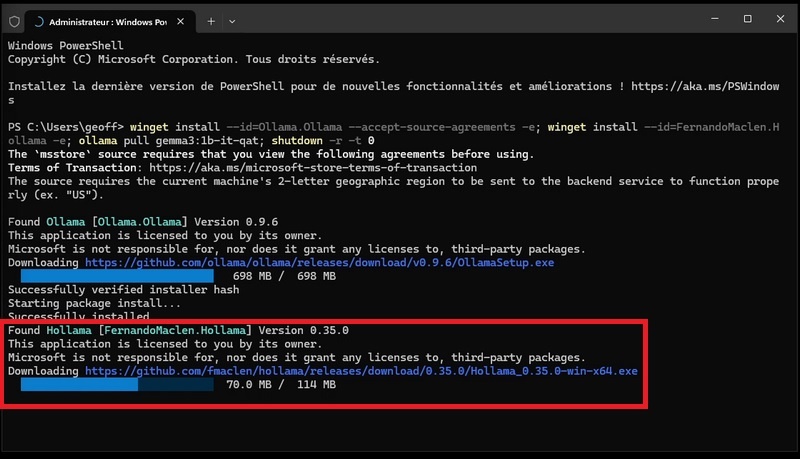 Administrateur : Windows Pow
Windows PowerShell
Copyright (C) Microsoft Corporation. Tous droits réservés.
Installez la dernière version de PowerShell pour de nouvelles fonctionnalités et améliorations ! https://aka.ms/PSWindow
s
PS C:\Users\geoff> winget install --id=Ollama.Ollama --accept-source-agreements -e; winget install --id=FernandoMaclen.H
ollama -e; ollama pull gemma3:1b-it-qat; shutdown -r -t 0
The `msstore` source requires that you view the following agreements before using.
Terms of Transaction: https://aka.ms/microsoft-store-terms-of-transaction
The source requires the current machine's 2-letter geographic region to be sent to the backend service to function prope
rly (ex. "US").
Found Ollama [Ollama.Ollama] Version 0.9.6
This application is licensed to you by its owner.
Microsoft is not responsible for, nor does it grant any licenses to, third-party packages.
Downloading https://github.com/ollama/ollama/releases/download/v0.9.6/OllamaSetup.exe
698 MB / 698 MB
Successfully verified installer hash
Starting package install...
Successfully installed
Found Hollama [FernandoMaclen.Hollama] Version 0.35.0
This application is licensed to you by its owner.
Microsoft is not responsible for, nor does it grant any licenses to, third-party packages.
Downloading https://github.com/fmaclen/hollama/releases/download/0.35.0/Hollama_0.35.0-win-x64.exe
70.0 MB / 114 MB